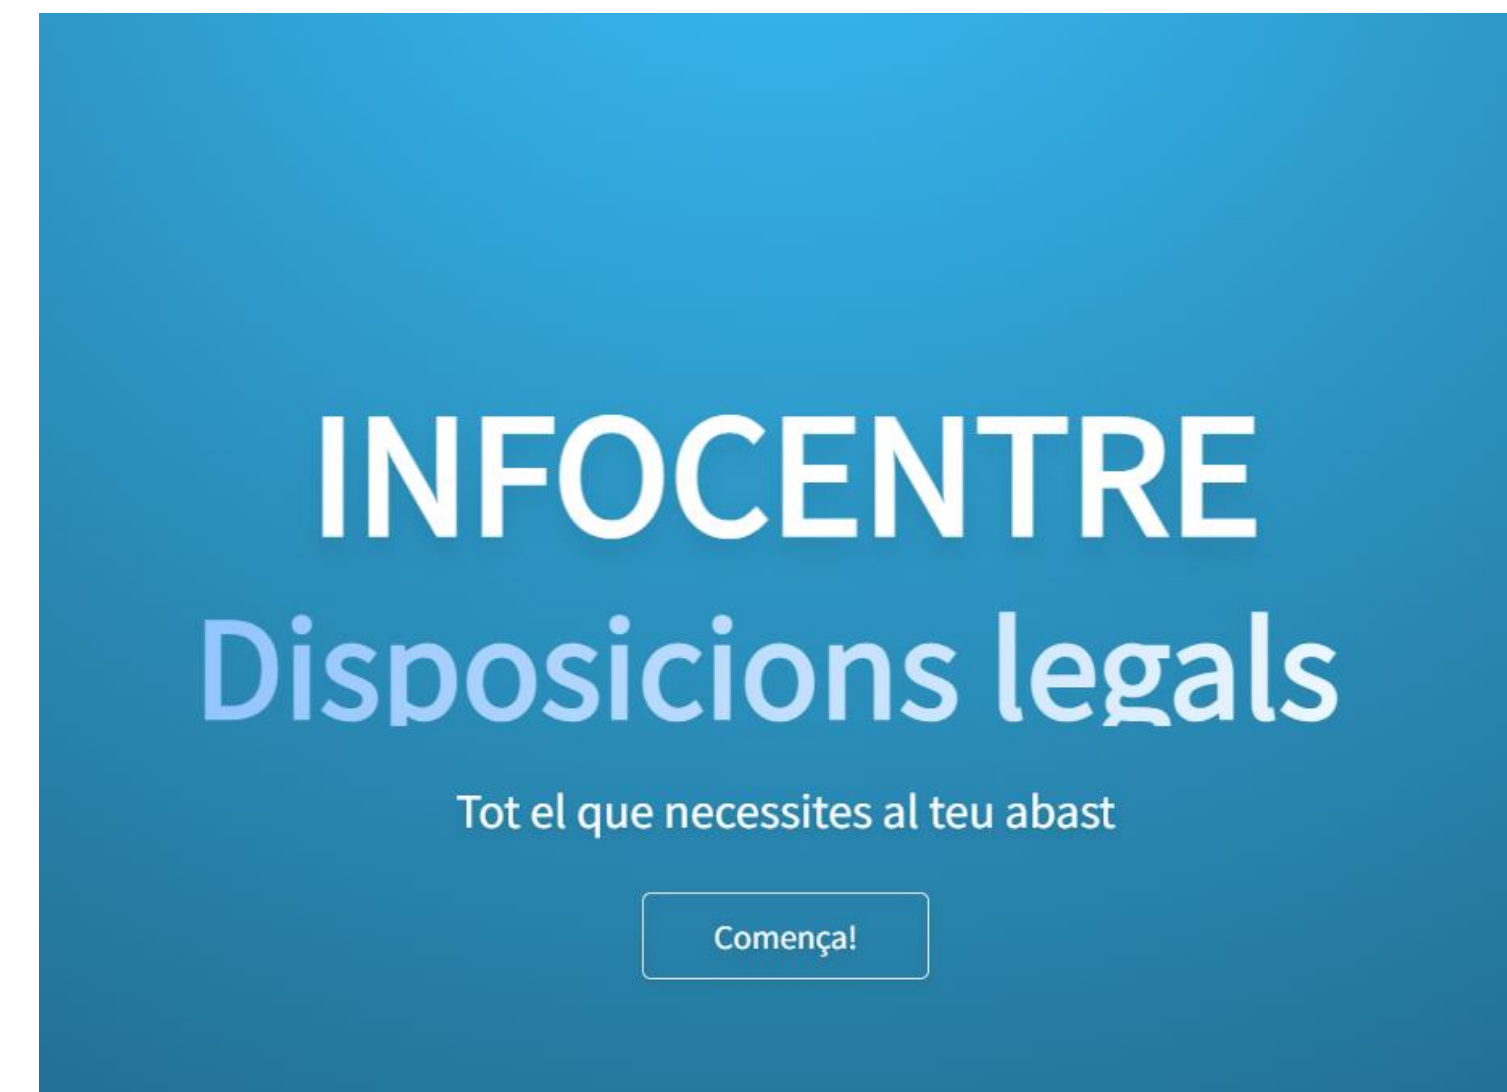 INFOCENTRE
Disposicions legals
Tot el que necessites al teu abast
Comença!